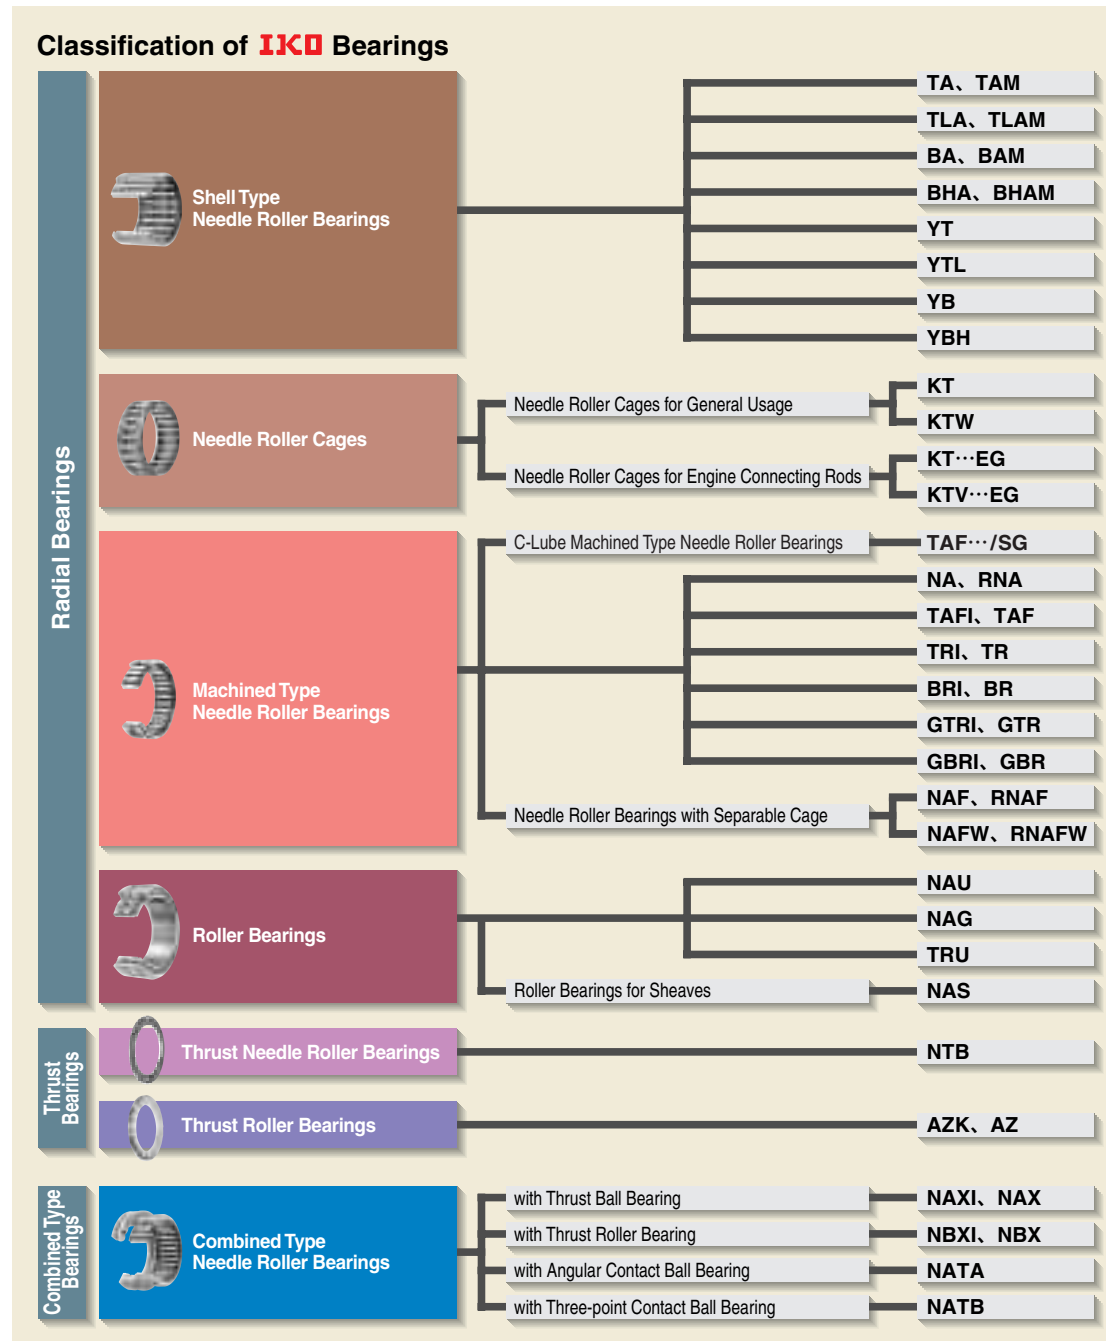 Classification of IKO Bearings
Radial Bearings
Shell Type
Needle Roller Bearings
TA、TAM
TLA、TLAM
BA、BAM
BHA、BHAM
YT
YTL
YB
YBH
Needle Roller Cages
Needle Roller Cages for General Usage
KT
KTW
Needle Roller Cages for Engine Connecting Rods
KT···EG
KTV···EG
Machined Type
Needle Roller Bearings
C-Lube Machined Type Needle Roller Bearings
TAF··· /SG
NA、RNA
TAFI、TAF
TRI、TR
BRI、BR
GTRI、GTR
GBRI、GBR
Needle Roller Bearings with Separable Cage
NAF、RNAF
NAFW、RNAFW
Roller Bearings
NAU
NAG
TRU
Roller Bearings for Sheaves
NAS
Thrust
Bearings
Thrust Needle Roller Bearings
NTB
Thrust Roller Bearings
AZK、AZ
Combined Type
Bearings
Combined Type
Needle Roller Bearings
with Thrust Ball Bearing
NAXI、NAX
with Thrust Roller Bearing
NBXI、NBX
with Angular Contact Ball Bearing
NATA
with Three-point Contact Ball Bearing
NATB